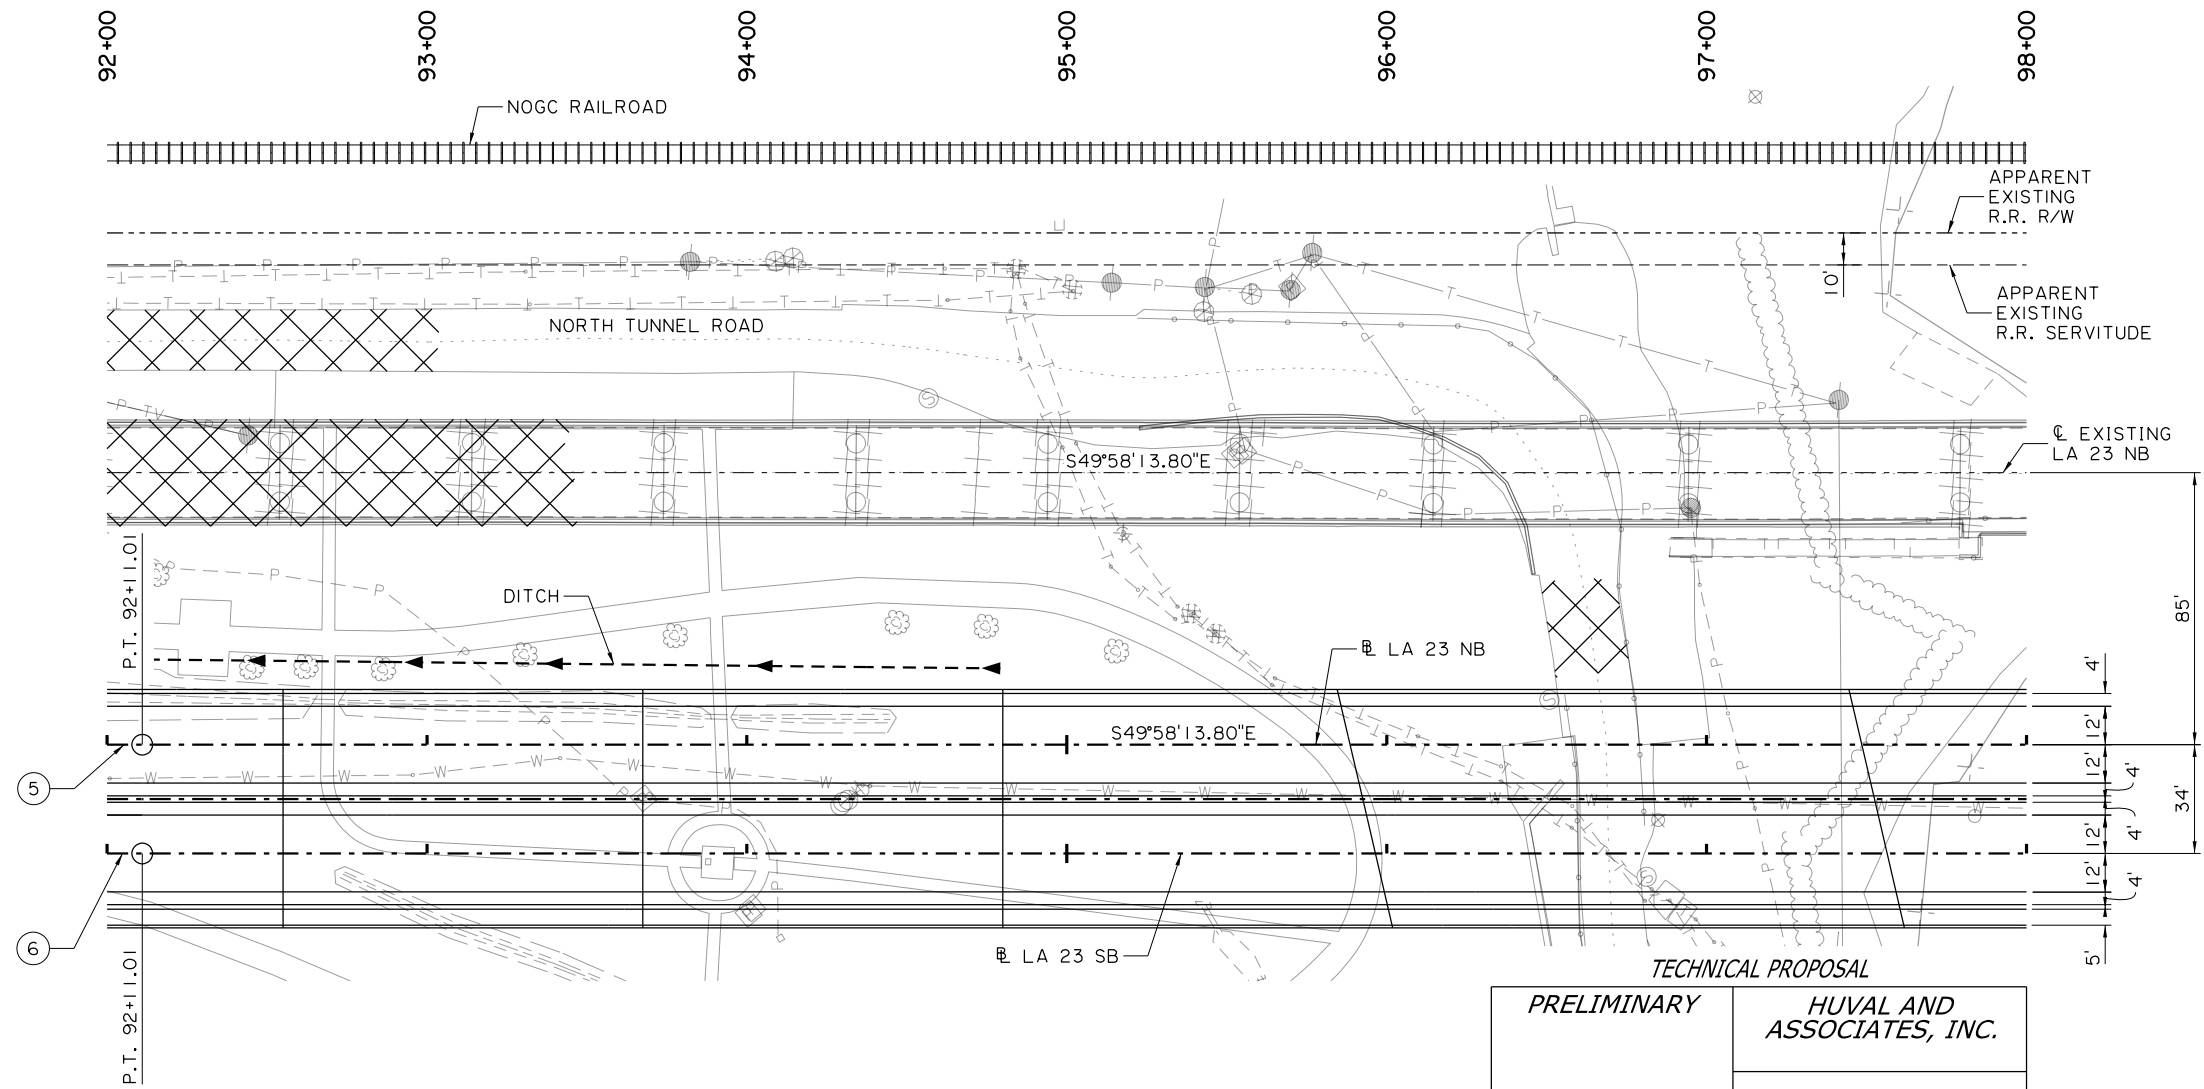 92+00
93+00
94+00
95+00
96+00
97+00
98+00
NOGC RAILROAD
APPARENT
EXISTING
R.R. R/W
10'
APPARENT
EXISTING
R.R. SERVITUDE
NORTH TUNNEL ROAD
S49°58'13.80"E
℄ EXISTING
LA 23 NB
85'
P.T. 92+11.01
DITCH
LA 23 NB
S49°58'13.80"E
4'
12'
12'
4'
34'
4'
12'
12'
4'
5'
5
6
LA 23 SB
P.T. 92+11.01
TECHNICAL PROPOSAL
PRELIMINARY
HUVAL AND
ASSOCIATES, INC.